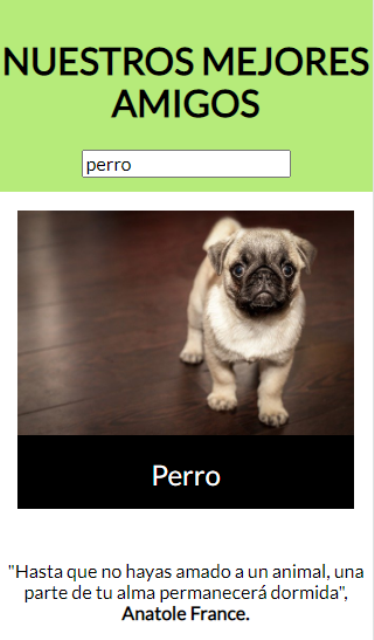 NUESTROS MEJORES
AMIGOS
perro
Perro
"Hasta que no hayas amado a un animal, una
parte de tu alma permanecerá dormida",
Anatole France.